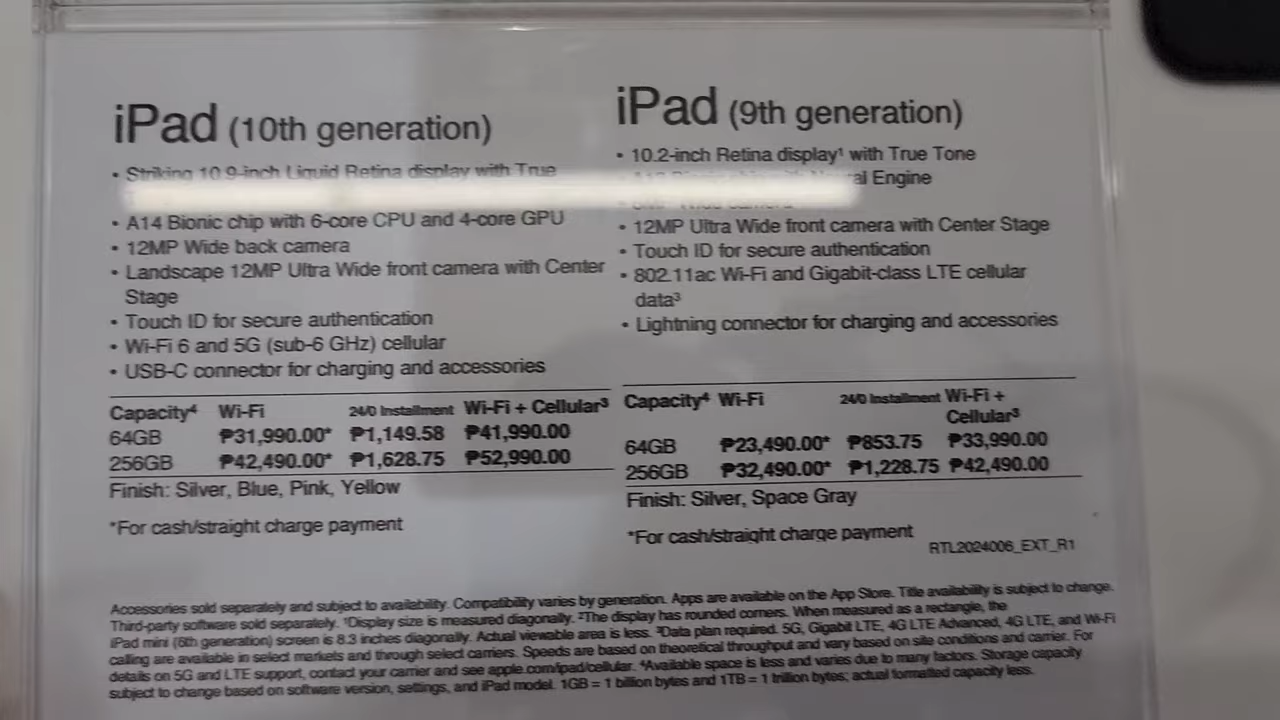 iPad (10th generation)
• Striking 10.9-inch Liquid Retina display with True
• A14 Bionic chip with 6-core CPU and 4-core GPU
• 12MP Wide back camera
• Landscape 12MP Ultra Wide front camera with Center
Stage
• Touch ID for secure authentication
• Wi-Fi 6 and 5G (sub-6 GHz) cellular
• USB-C connector for charging and accessories
Capacity⁴ Wi-Fi 24/0 Installment Wi-Fi + Cellular³
64GB ₱31,990.00* ₱1,149.58 ₱41,990.00
256GB ₱42,490.00* ₱1,628.75 ₱52,990.00
Finish: Silver, Blue, Pink, Yellow
*For cash/straight charge payment
iPad (9th generation)
• 10.2-inch Retina display¹ with True Tone
Engine
• 12MP Ultra Wide front camera with Center Stage
• Touch ID for secure authentication
• 802.11ac Wi-Fi and Gigabit-class LTE cellular
data³
• Lightning connector for charging and accessories
Capacity⁴ Wi-Fi 24/0 Installment Wi-Fi +
Cellular³
64GB ₱23,490.00* ₱853.75 ₱33,990.00
256GB ₱32,490.00* ₱1,228.75 ₱42,490.00
Finish: Silver, Space Gray
*For cash/straight charge payment
RTL2024006_EXT_R1
Accessories sold separately and subject to availability. Compatibility varies by generation. Apps are available on the App Store. Title availability is subject to change.
Third-party software sold separately. ¹Display size is measured diagonally. ²The display has rounded corners. When measured as a rectangle, the
iPad mini (6th generation) screen is 8.3 inches diagonally. Actual viewable area is less. ³Data plan required. 5G, Gigabit LTE, 4G LTE Advanced, 4G LTE, and Wi-Fi
calling are available in select markets and through select carriers. Speeds are based on theoretical throughput and vary based on site conditions and carrier. For
details on 5G and LTE support, contact your carrier and see apple.com/ipad/cellular. ⁴Available space is less and varies due to many factors. Storage capacity
subject to change based on software version, settings, and iPad model. 1GB = 1 billion bytes and 1TB = 1 trillion bytes; actual formatted capacity less.